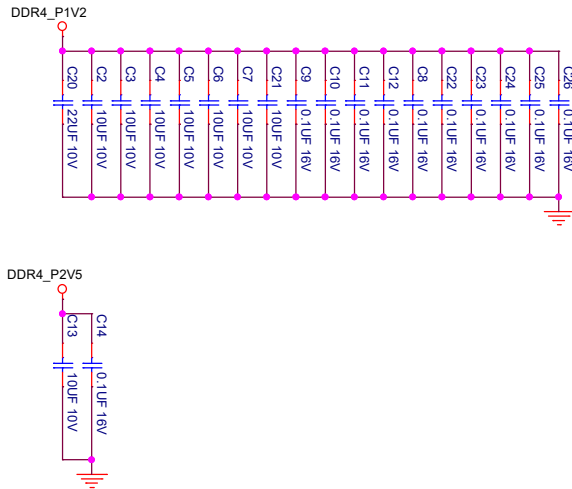 DDR4_P1V2
C20 22UF 10V
C2 10UF 10V
C3 10UF 10V
C4 10UF 10V
C5 10UF 10V
C6 10UF 10V
C7 10UF 10V
C21 10UF 10V
C9 0.1UF 16V
C10 0.1UF 16V
C11 0.1UF 16V
C12 0.1UF 16V
C8 0.1UF 16V
C22 0.1UF 16V
C23 0.1UF 16V
C24 0.1UF 16V
C25 0.1UF 16V
C26 0.1UF 16V
DDR4_P2V5
C13 10UF 10V
C14 0.1UF 16V